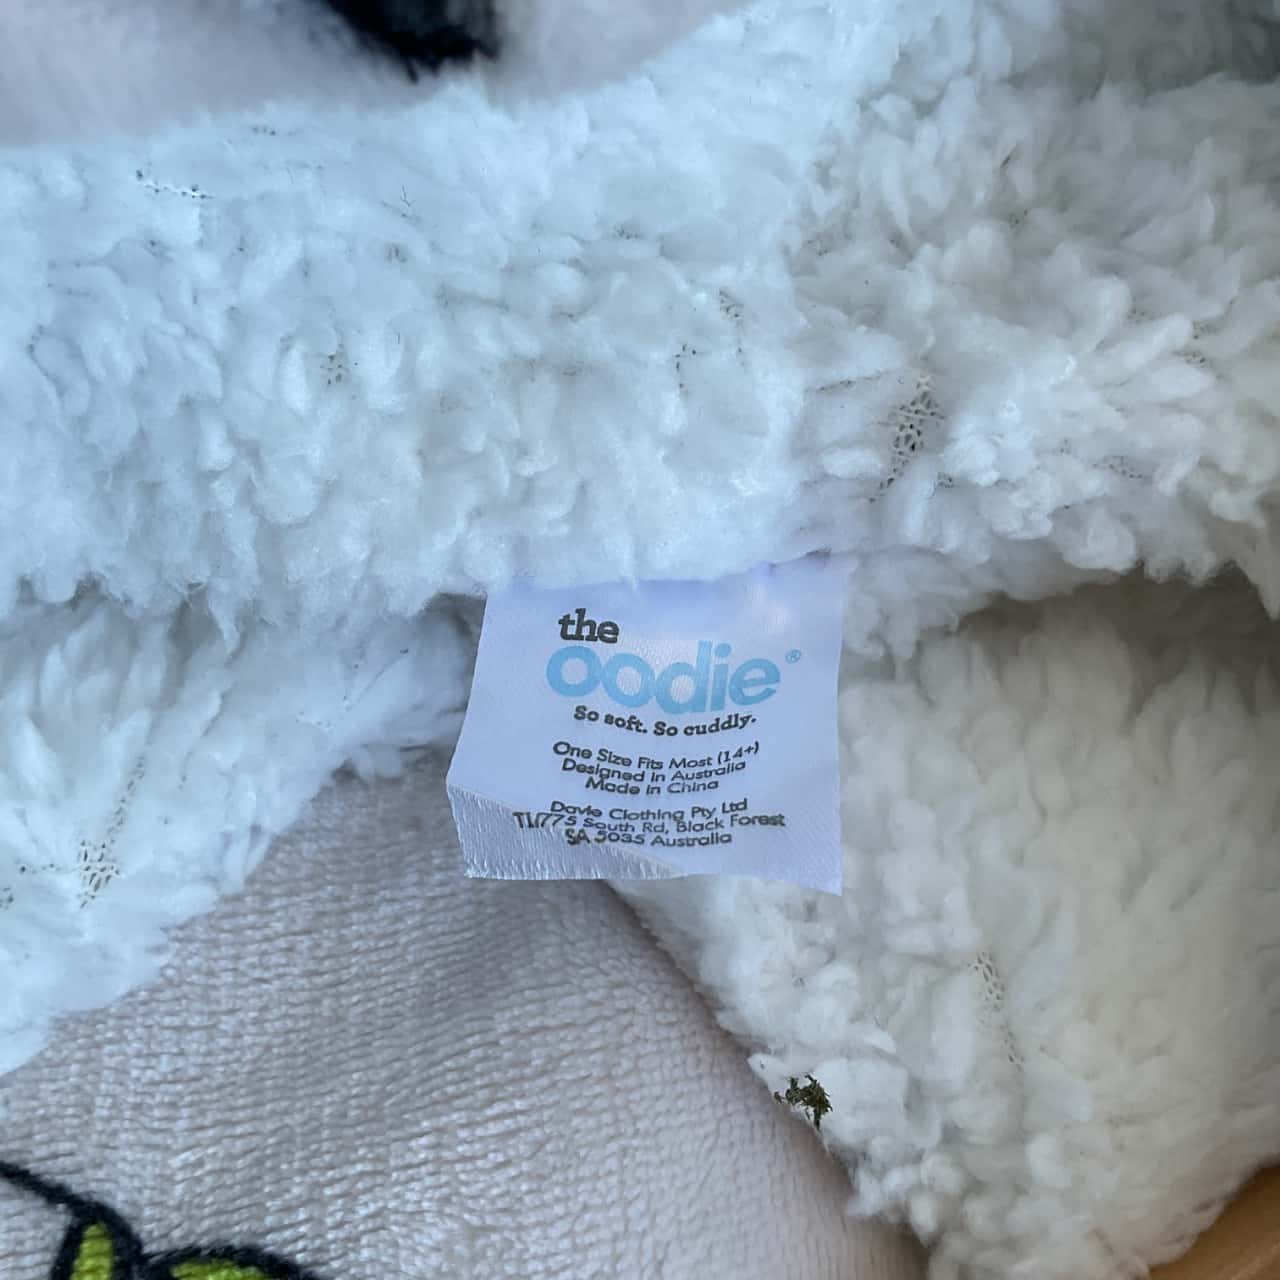 the
oodie®
So soft. So cuddly.
One Size Fits Most (14+)
Designed in Australia
Made in China
Davie Clothing Pty Ltd
T1/775 South Rd, Black Forest
SA 5035 Australia